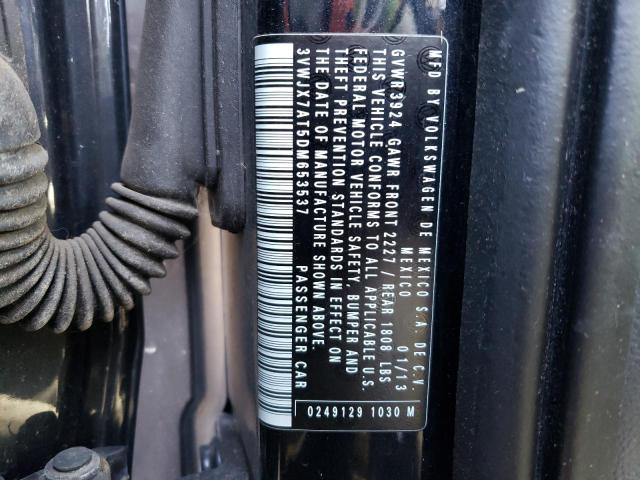 MFD BY VOLKSWAGEN DE MEXICO S.A. DE C.V.
MEXICO 01/13
GVWR 3924 GAWR FRONT 2227 / REAR 1808 LBS
THIS VEHICLE CONFORMS TO ALL APPLICABLE U.S.
FEDERAL MOTOR VEHICLE SAFETY, BUMPER AND
THEFT PREVENTION STANDARDS IN EFFECT ON
THE DATE OF MANUFACTURE SHOWN ABOVE.
3VWJX7AT5DM653537 PASSENGER CAR
0249129 1030 M